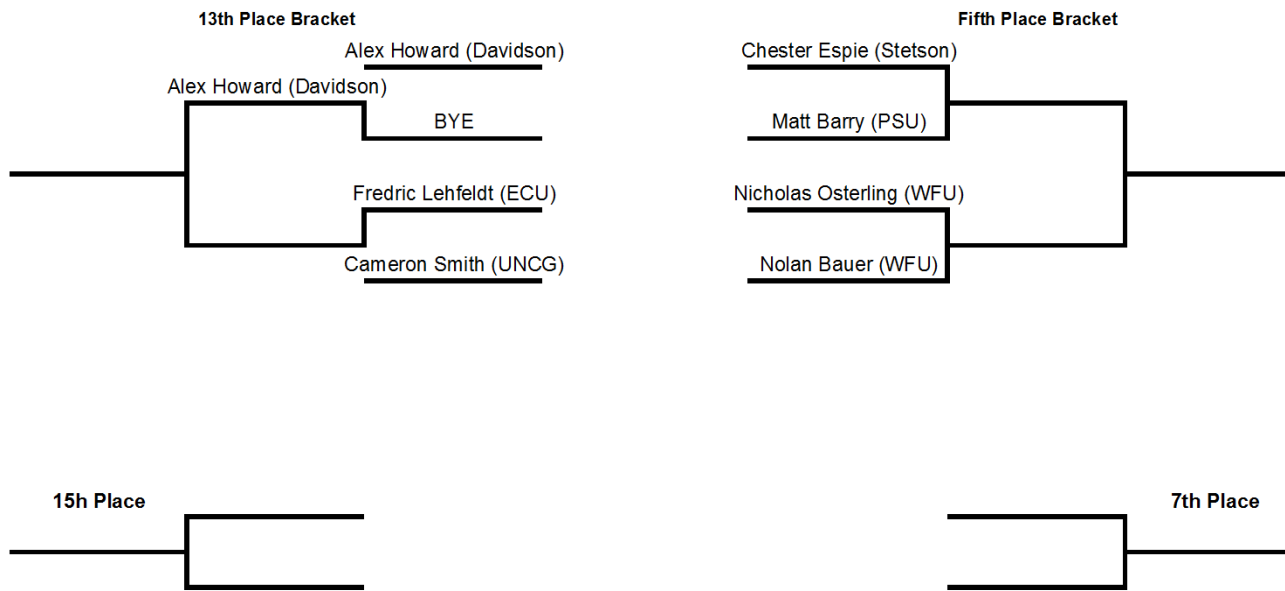 13th Place Bracket
Alex Howard (Davidson)
Alex Howard (Davidson)
BYE
Fredric Lehfeldt (ECU)
Cameron Smith (UNCG)
15h Place
Fifth Place Bracket
Chester Espie (Stetson)
Matt Barry (PSU)
Nicholas Osterling (WFU)
Nolan Bauer (WFU)
7th Place